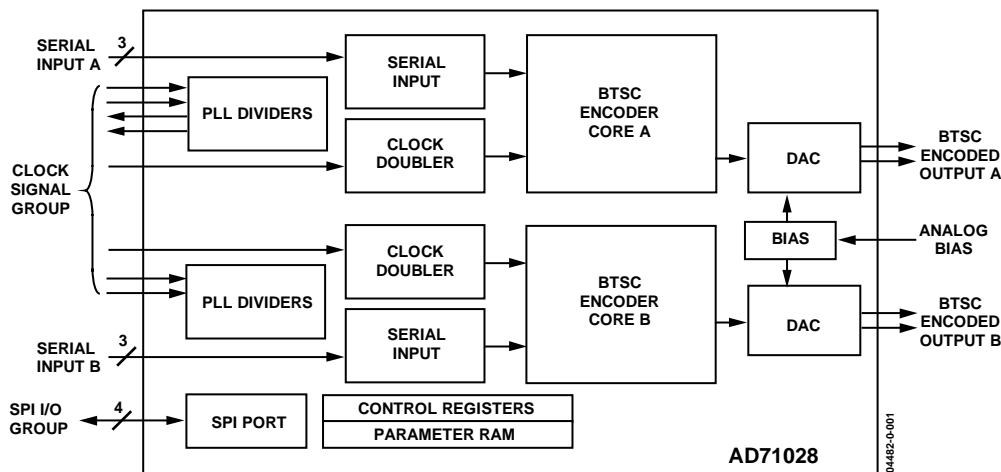 SERIAL
INPUT A
3
SERIAL
INPUT
PLL DIVIDERS
CLOCK
DOUBLER
BTSC
ENCODER
CORE A
DAC
BTSC
ENCODED
OUTPUT A
CLOCK
SIGNAL
GROUP
BIAS
ANALOG
BIAS
CLOCK
DOUBLER
PLL DIVIDERS
BTSC
ENCODER
CORE B
DAC
BTSC
ENCODED
OUTPUT B
SERIAL
INPUT B
3
SERIAL
INPUT
SPI I/O
GROUP
4
SPI PORT
CONTROL REGISTERS
PARAMETER RAM
AD71028
04482-0-001